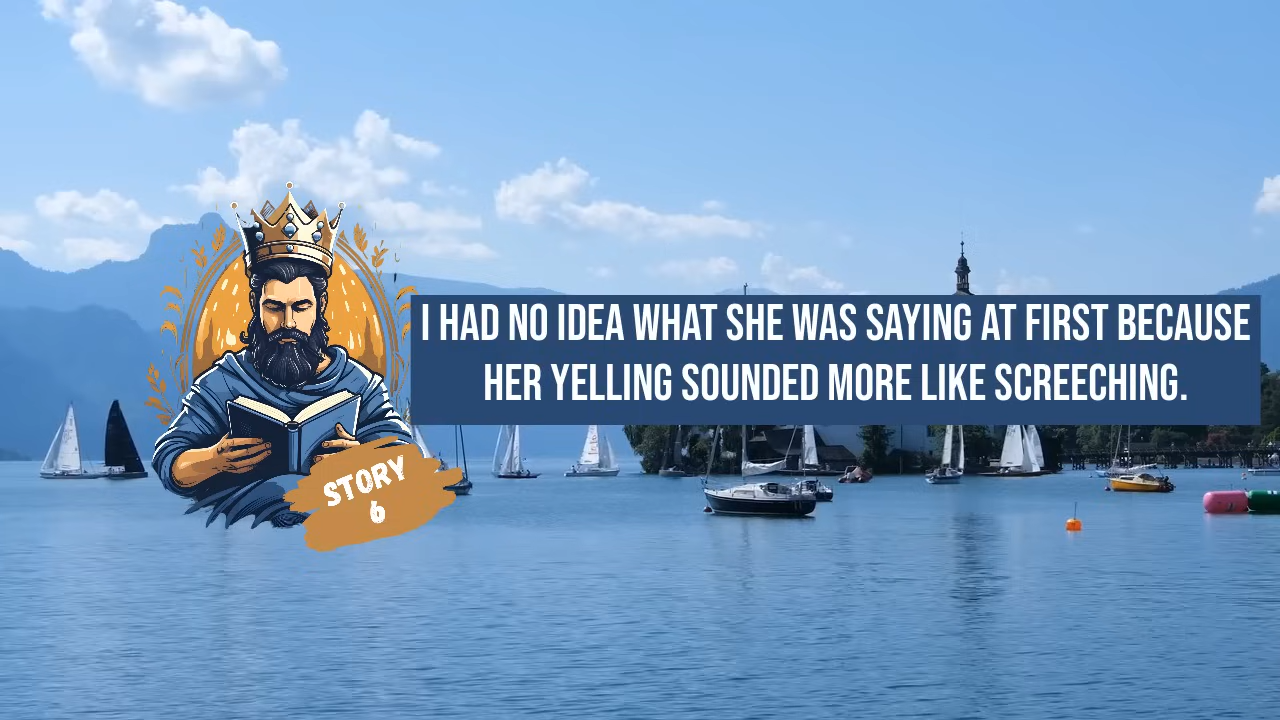 I HAD NO IDEA WHAT SHE WAS SAYING AT FIRST BECAUSE
HER YELLING SOUNDED MORE LIKE SCREECHING.
STORY
6